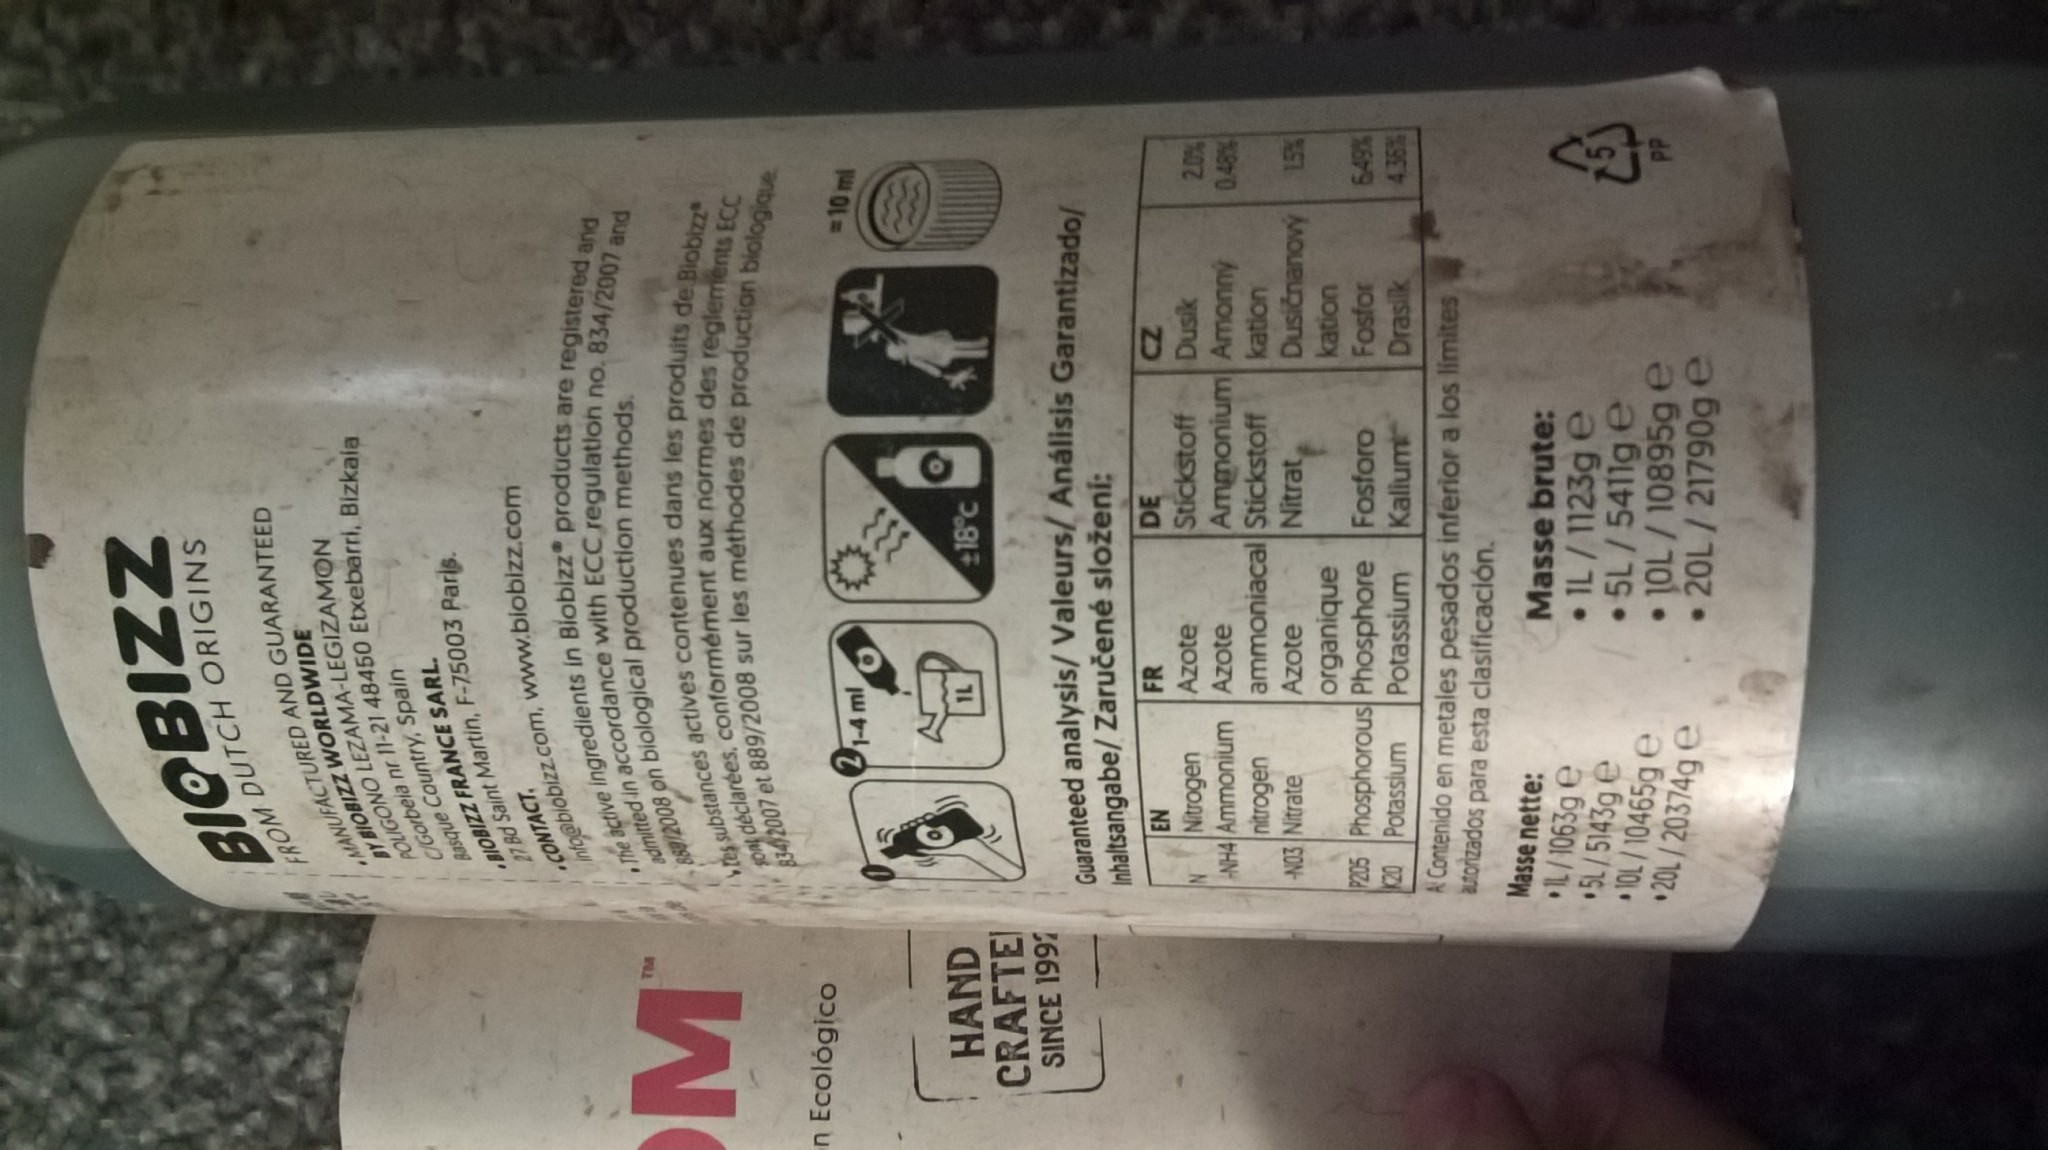 BIOBIZZ
DUTCH ORIGINS
FROM AND GUARANTEED
• MANUFACTURED
BY BIOBIZZ WORLDWIDE
BIOBIZZ LEZAMA-LEGIZAMON
POLIGONO nr 11-21 48450 Etxebarri, Bizkaia
C/Gorbeia
Basque Country, Spain
• BIOBIZZ FRANCE SARL.
27 Bd Saint Martin, F-75003 Paris.
• CONTACT.
info@biobizz.com, www.biobizz.com
• The active ingredients in Biobizz® products are registered and
admitted in accordance with ECC regulation no. 834/2007 and
889/2008 on biological production methods.
• Les substances actives contenues dans les produits de Biobizz®
sont déclarées, conformément aux normes des reglements ECC
834/2007 et 889/2008 sur les méthodes de production biologique.
2
1-4 ml
1L
±18°C
= 10 ml
Guaranteed analysis/ Valeurs/ Análisis Garantizado/
Inhaltsangabe/ Zaručené složení:
EN FR DE CZ
N Nitrogen Azote Stickstoff Dusík 2.0%
-NH4 Ammonium Azote Ammonium Amonný 0.48%
nitrogen ammoniacal Stickstoff kation
-NO3 Nitrate Azote Nitrat Dusičnanový 1.5%
organique kation
P2O5 Phosphorous Phosphore Fosforo Fosfor 6.49%
K2O Potassium Potassium Kalium Draslík 4.36%
A! Contenido en metales pesados inferior a los límites
autorizados para esta clasificación.
Masse nette:
• 1L / 1063g e
• 5L / 5143g e
• 10L / 10465g e
• 20L / 20374g e
Masse brute:
• 1L / 1123g e
• 5L / 5411g e
• 10L / 10895g e
• 20L / 21790g e
5
PP
OM™
n Ecológico
HAND
CRAFTE
SINCE 1992